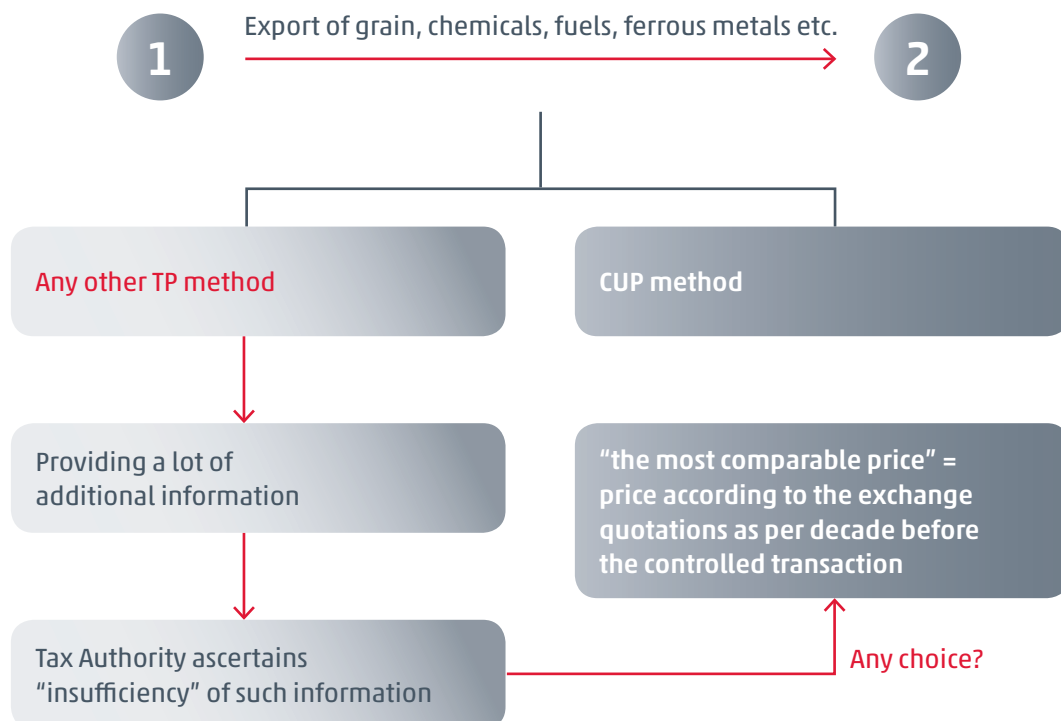 Export of grain, chemicals, fuels, ferrous metals etc.
1
2
Any other TP method
CUP method
Providing a lot of
additional information
“the most comparable price” =
price according to the exchange
quotations as per decade before
the controlled transaction
Tax Authority ascertains
“insufficiency” of such information
Any choice?